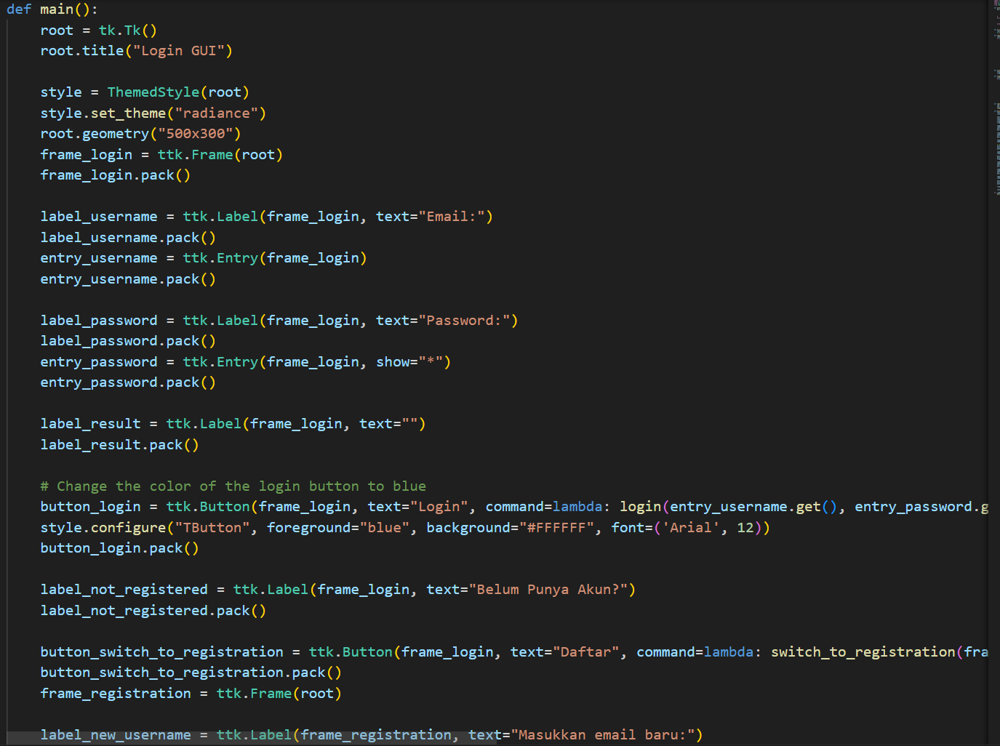 def main():
    root = tk.Tk()
    root.title("Login GUI")

    style = ThemedStyle(root)
    style.set_theme("radiance")
    root.geometry("500x300")
    frame_login = ttk.Frame(root)
    frame_login.pack()

    label_username = ttk.Label(frame_login, text="Email:")
    label_username.pack()
    entry_username = ttk.Entry(frame_login)
    entry_username.pack()

    label_password = ttk.Label(frame_login, text="Password:")
    label_password.pack()
    entry_password = ttk.Entry(frame_login, show="*")
    entry_password.pack()

    label_result = ttk.Label(frame_login, text="")
    label_result.pack()

    # Change the color of the login button to blue
    button_login = ttk.Button(frame_login, text="Login", command=lambda: login(entry_username.get(), entry_password.g
    style.configure("TButton", foreground="blue", background="#FFFFFF", font=('Arial', 12))
    button_login.pack()

    label_not_registered = ttk.Label(frame_login, text="Belum Punya Akun?")
    label_not_registered.pack()

    button_switch_to_registration = ttk.Button(frame_login, text="Daftar", command=lambda: switch_to_registration(fra
    button_switch_to_registration.pack()
    frame_registration = ttk.Frame(root)

    label_new_username = ttk.Label(frame_registration, text="Masukkan email baru:")